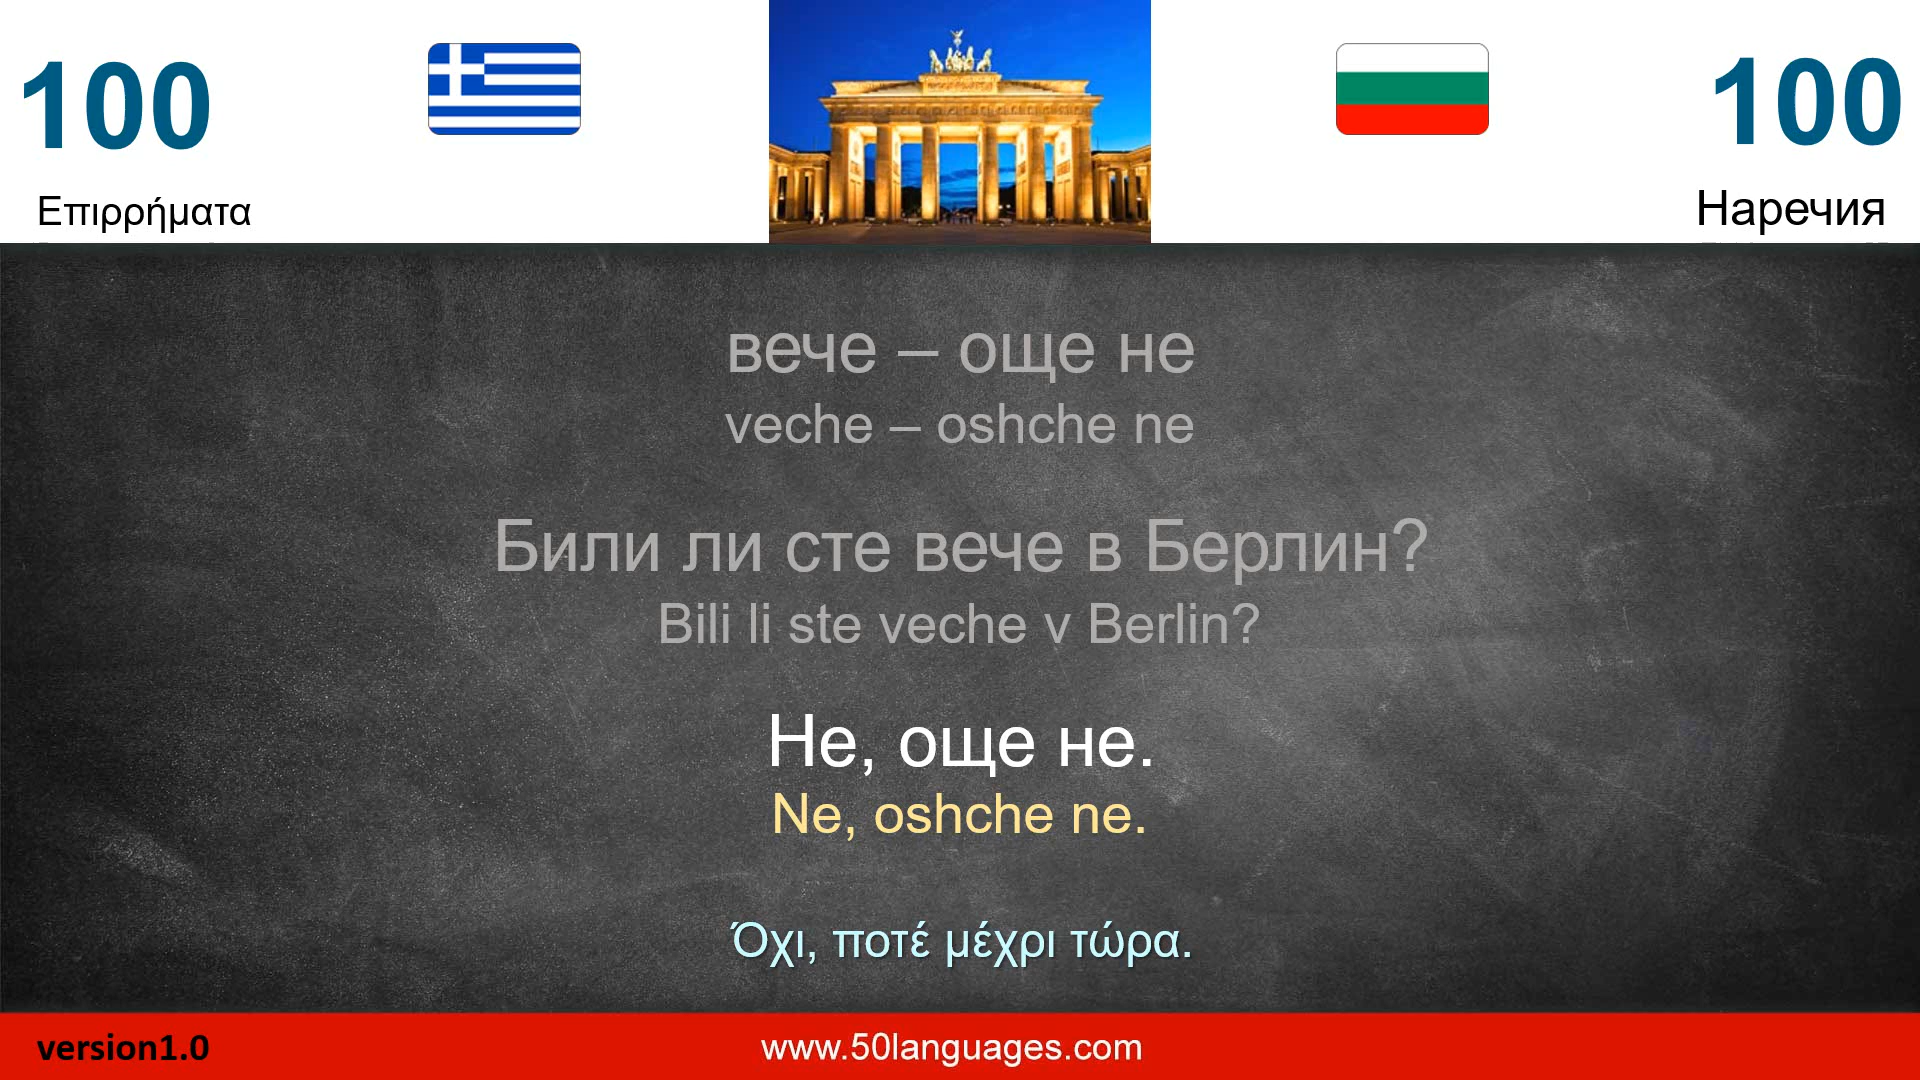 100
100
Επιρρήματα
Наречия
вече – още не
veche – oshche ne
Били ли сте вече в Берлин?
Bili li ste veche v Berlin?
Не, още не.
Ne, oshche ne.
Όχι, ποτέ μέχρι τώρα.
version1.0
www.50languages.com